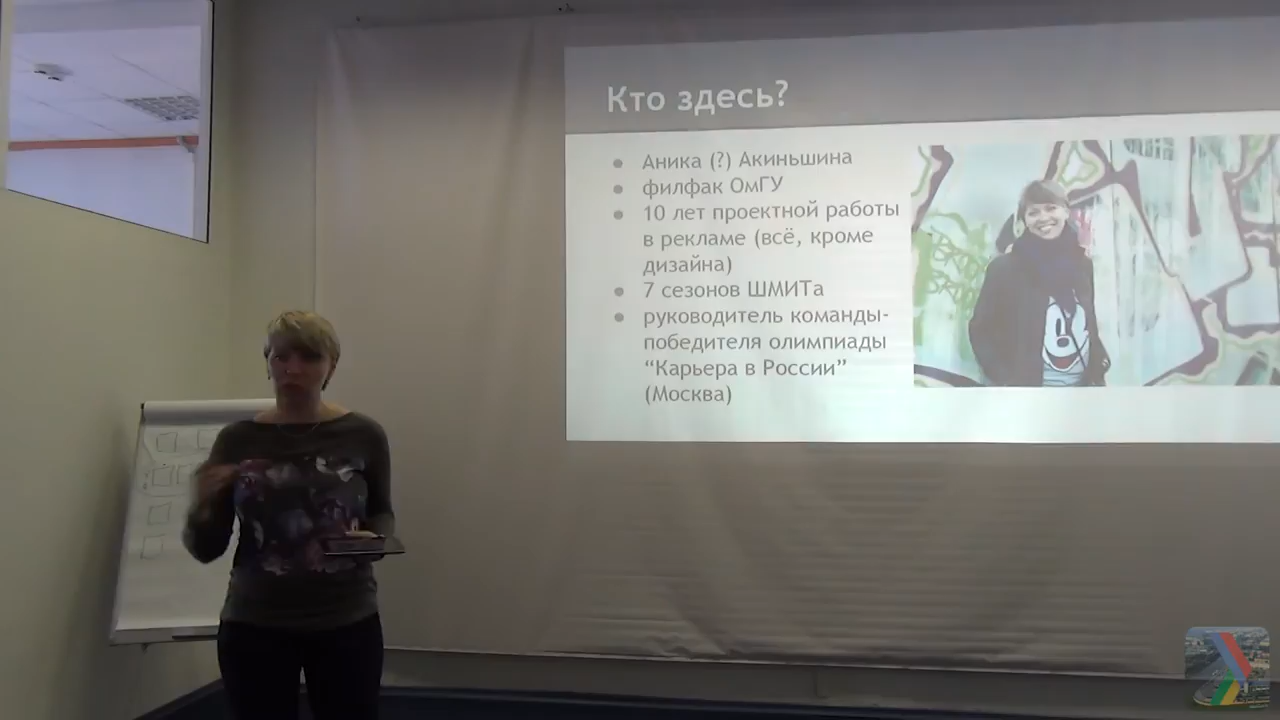 Кто здесь?
● Аника (?) Акиньшина
● филфак ОмГУ
● 10 лет проектной работы
в рекламе (всё, кроме
дизайна)
● 7 сезонов ШМИТа
● руководитель команды-
победителя олимпиады
“Карьера в России”
(Москва)